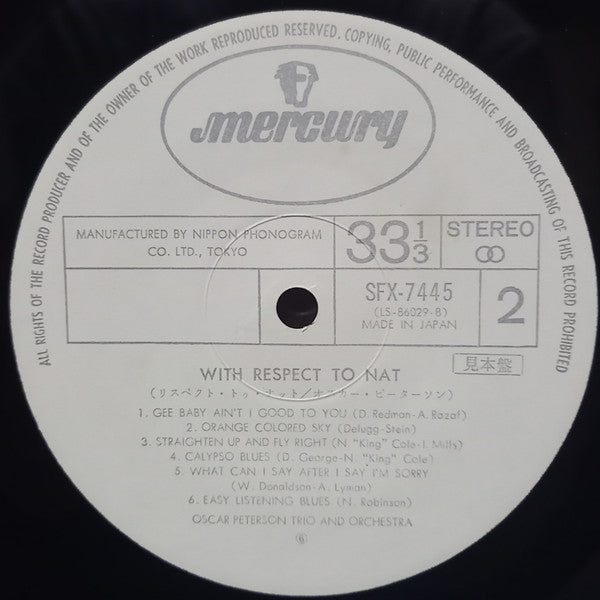 ALL RIGHTS OF THE RECORD PRODUCER AND OF THE OWNER OF THE WORK REPRODUCED RESERVED. COPYING, PUBLIC PERFORMANCE AND BROADCASTING OF THIS RECORD PROHIBITED
mercury
MANUFACTURED BY NIPPON PHONOGRAM
CO. LTD., TOKYO
33 1/3
STEREO
SFX-7445
(LS-86029-B)
MADE IN JAPAN
2
WITH RESPECT TO NAT
見本盤
(リスペクト・トゥ・ナット/オスカー・ピーターソン)
1. GEE BABY AIN'T I GOOD TO YOU (D. Redman-A. Razaf)
2. ORANGE COLORED SKY (Delugg-Stein)
3. STRAIGHTEN UP AND FLY RIGHT (N "King" Cole-I. Mills)
4. CALYPSO BLUES (D. George-N. "King" Cole)
5. WHAT CAN I SAY AFTER I SAY I'M SORRY
(W. Donaldson-A. Lyman)
6. EASY LISTENING BLUES (N. Robinson)
OSCAR PETERSON TRIO AND ORCHESTRA
⑥